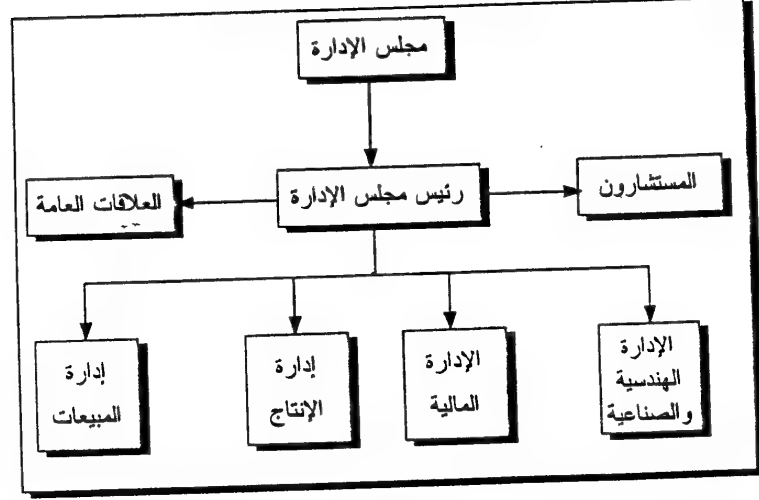 مجلس الإدارة
المستشارون
رئيس مجلس الإدارة
العلاقات العامة
الإدارة
الهندسية
والصناعية
الإدارة
المالية
إدارة
الإنتاج
إدارة
المبيعات